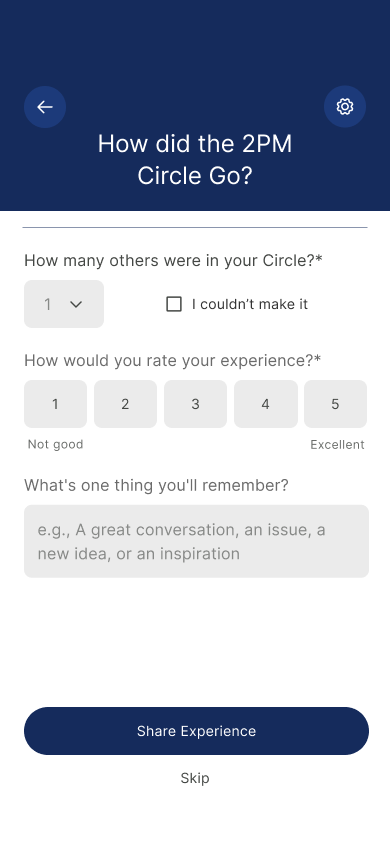 How did the 2PM
Circle Go?
How many others were in your Circle?*
1
I couldn't make it
How would you rate your experience?*
1 2 3 4 5
Not good Excellent
What's one thing you'll remember?
e.g., A great conversation, an issue, a
new idea, or an inspiration
Share Experience
Skip